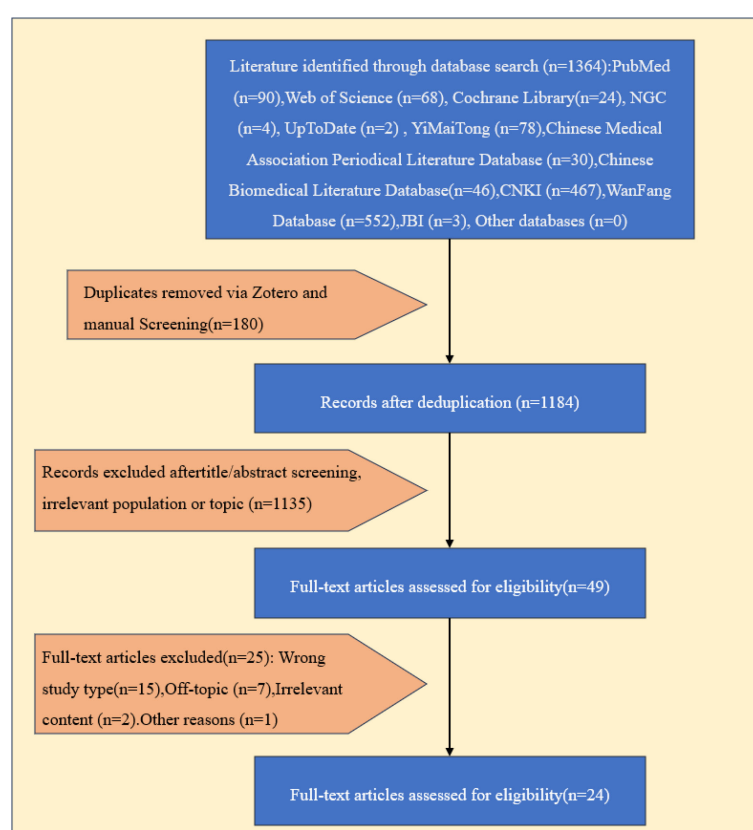 Literature identified through database search (n=1364):PubMed
(n=90),Web of Science (n=68), Cochrane Library(n=24), NGC
(n=4), UpToDate (n=2) , YiMaiTong (n=78),Chinese Medical
Association Periodical Literature Database (n=30),Chinese
Biomedical Literature Database(n=46),CNKI (n=467),WanFang
Database (n=552),JBI (n=3), Other databases (n=0)
Duplicates removed via Zotero and
manual Screening(n=180)
Records after deduplication (n=1184)
Records excluded aftertitle/abstract screening,
irrelevant population or topic (n=1135)
Full-text articles assessed for eligibility(n=49)
Full-text articles excluded(n=25): Wrong
study type(n=15),Off-topic (n=7),Irrelevant
content (n=2).Other reasons (n=1)
Full-text articles assessed for eligibility(n=24)